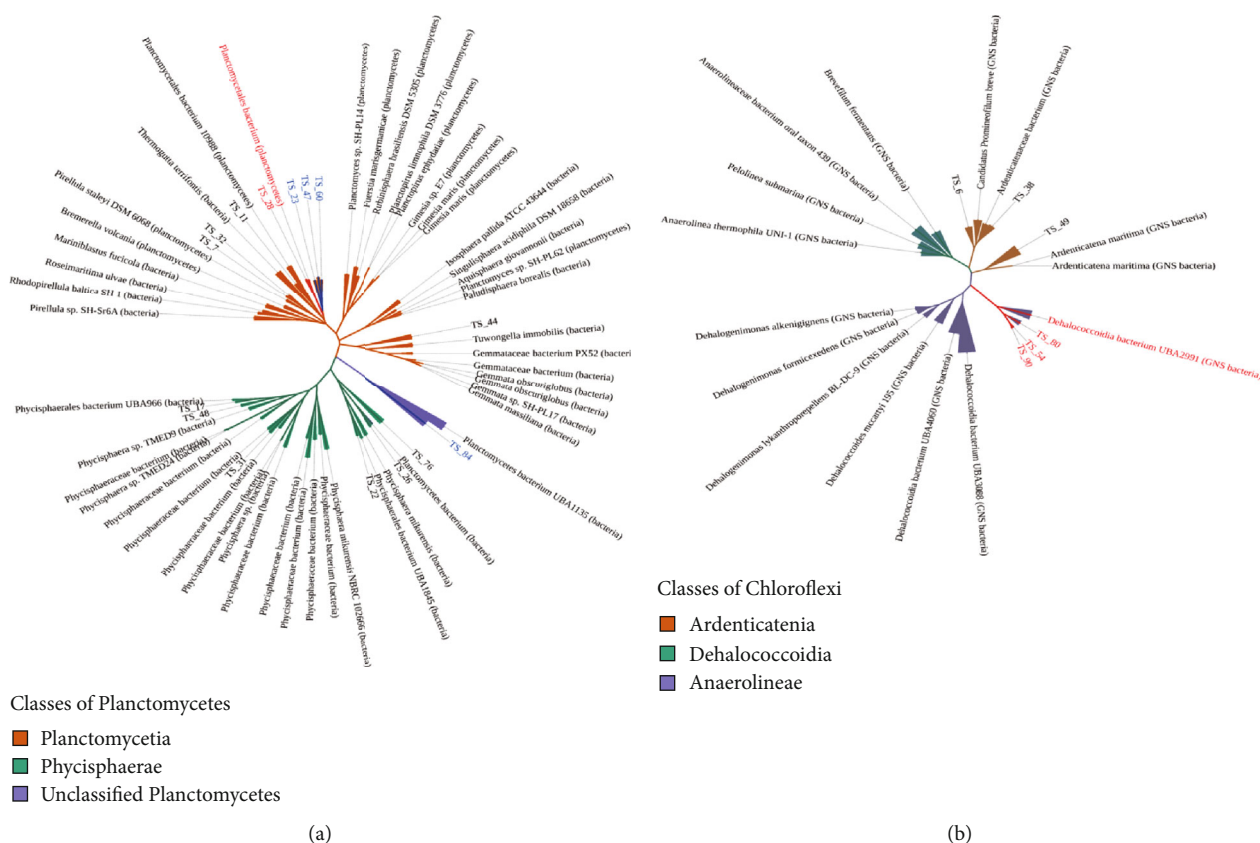 Planctomycetales bacterium 10988 (planctomycetes)
Planctomycetales bacterium (planctomycetes)
Thermogutta terrifontis (bacteria)
Pirellula staleyi DSM 6068 (planctomycetes)
Bremerella volcania (planctomycetes)
Mariniblastus fucicola (bacteria)
Roseimaritima ulvae (bacteria)
Rhodopirellula baltica SH 1 (bacteria)
Pirellula sp. SH-Sr6A (bacteria)
TS_7
TS_32
TS_11
TS_28
TS_23
TS_47
TS_60
Planctomyces sp. SH-PL14 (planctomycetes)
Fuerstia marisgermanicae (planctomycetes)
Rubinisphaera brasiliensis DSM 5305 (planctomycetes)
Planctopirus limnophila DSM 3776 (planctomycetes)
Planctopirus ephydatiae (planctomycetes)
Gimesia sp. E7 (planctomycetes)
Gimesia maris (planctomycetes)
Gimesia maris (planctomycetes)
Isosphaera pallida ATCC 43644 (bacteria)
Singulisphaera acidiphila DSM 18658 (bacteria)
Aquisphaera giovannonii (bacteria)
Planctomyces sp. SH-PL62 (planctomycetes)
Paludisphaera borealis (bacteria)
TS_44
Tuwongella immobilis (bacteria)
Gemmataceae bacterium PX52 (bacteri
Gemmataceae bacterium (bacteria)
Gemmata obscuriglobus (bacteria)
Gemmata obscuriglobus (bacteria)
Gemmata sp. SH-PL17 (bacteria)
Gemmata massiliana (bacteria)
TS_84
Planctomycetes bacterium UBA1135 (bacteria)
TS_76
Planctomycetes bacterium (bacteria)
TS_26
Phycisphaera mikurensis (bacteria)
TS_22
Phycisphaerales bacterium UBA1845 (bacteria)
Phycisphaera mikurensis NBRC 102666 (bacteria)
Phycisphaeraceae bacterium (bacteria)
Phycisphaeraceae bacterium (bacteria)
Phycisphaeraceae bacterium (bacteria)
Phycisphaeraceae bacterium (bacteria)
Phycisphaeraceae bacterium (bacteria)
Phycisphaera sp. (bacteria)
Phycisphaeraceae bacterium (bacteria)
Phycisphaeraceae bacterium (bacteria)
TS_31
Phycisphaeraceae bacterium (bacteria)
Phycisphaeraceae bacterium (bacteria)
Phycisphaera sp. TMED24 (bacteria)
Phycisphaeraceae bacterium (bacteria)
Phycisphaera sp. TMED9 (bacteria)
TS_48
Phycisphaerales bacterium UBA966 (bacteria)
Classes of Planctomycetes
Planctomycetia
Phycisphaerae
Unclassified Planctomycetes
(a)
Anaerolineaceae bacterium oral taxon 439 (GNS bacteria)
Brevefilum fermentans (GNS bacteria)
Pelolinea submarina (GNS bacteria)
Anaerolinea thermophila UNI-1 (GNS bacteria)
TS_6
Candidatus Promineofilum breve (GNS bacteria)
Ardenticatenaceae bacterium (GNS bacteria)
TS_38
TS_49
Ardenticatena maritima (GNS bacteria)
Ardenticatena maritima (GNS bacteria)
Dehalococcoidia bacterium UBA2991 (GNS bacteria)
TS_80
TS_54
TS_90
Dehalogenimonas alkenigignens (GNS bacteria)
Dehalogenimonas formicexedens (GNS bacteria)
Dehalogenimonas lykanthroporepellens BL-DC-9 (GNS bacteria)
Dehalococcoides mccartyi 195 (GNS bacteria)
Dehalococcoidia bacterium UBA4060 (GNS bacteria)
Dehalococcoidia bacterium UBA3088 (GNS bacteria)
Classes of Chloroflexi
Ardenticatenia
Dehalococcoidia
Anaerolineae
(b)